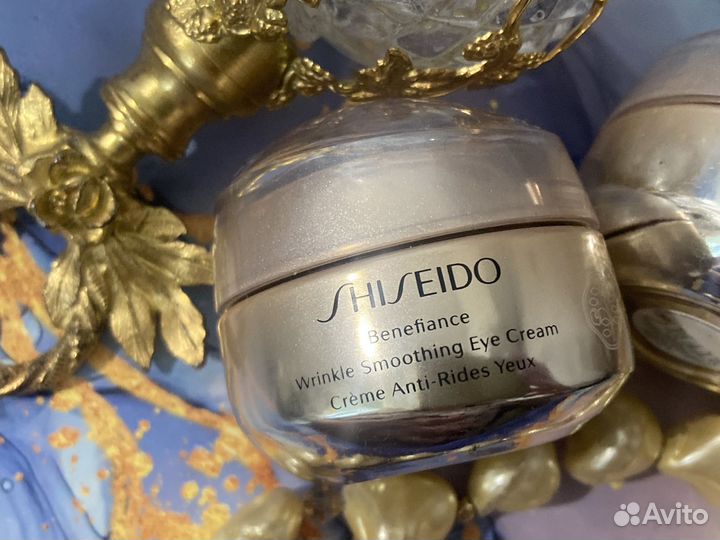 SHISEIDO
Benefiance
Wrinkle Smoothing Eye Cream
Crème Anti-Rides Yeux
Avito